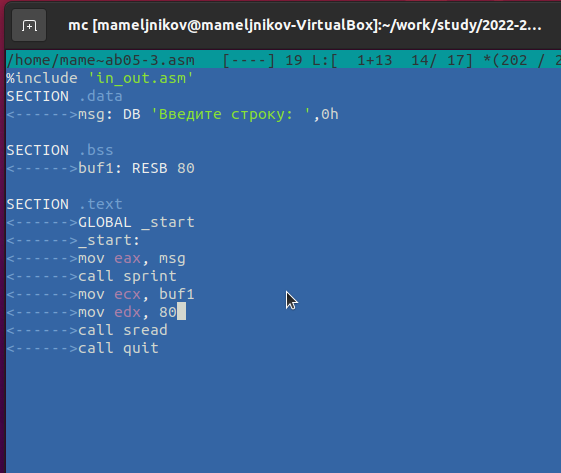 mc [mameljnikov@mameljnikov-VirtualBox]:~/work/study/2022-2...
/home/mame~ab05-3.asm   [----] 19 L:[  1+13  14/ 17] *(202 / 2
%include 'in_out.asm'
SECTION .data
<------>msg: DB 'Введите строку: ',0h
SECTION .bss
<------>buf1: RESB 80
SECTION .text
<------>GLOBAL _start
<------>_start:
<------>mov eax, msg
<------>call sprint
<------>mov ecx, buf1
<------>mov edx, 80
<------>call sread
<------>call quit